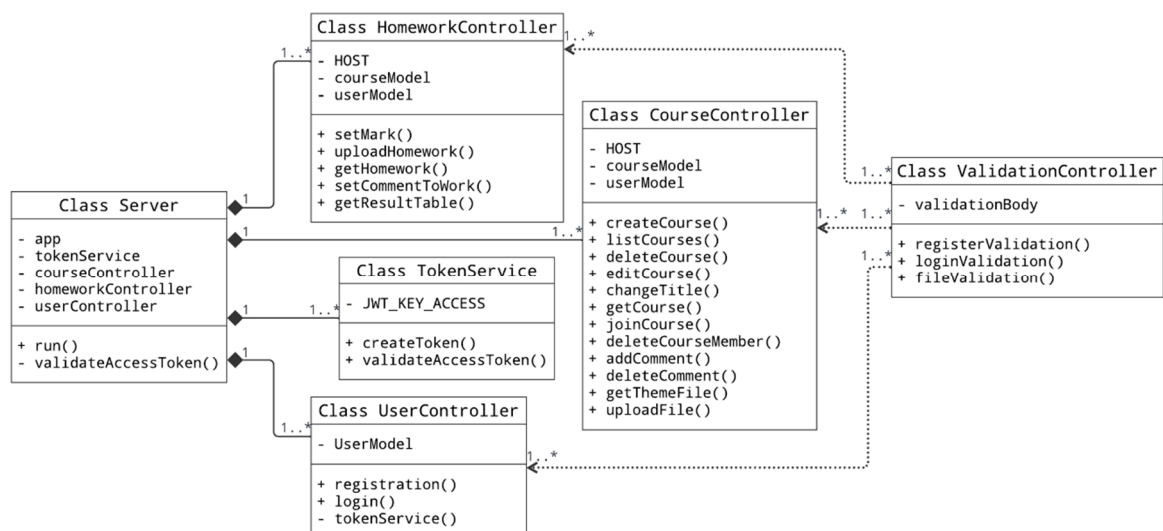 Class HomeworkController
- HOST
- courseModel
- userModel
+ setMark()
+ uploadHomework()
+ getHomework()
+ setCommentToWork()
+ getResultTable()
1..*
1..*
Class CourseController
- HOST
- courseModel
- userModel
+ createCourse()
+ listCourses()
+ deleteCourse()
+ editCourse()
+ changeTitle()
+ getCourse()
+ joinCourse()
+ deleteCourseMember()
+ addComment()
+ deleteComment()
+ getThemeFile()
+ uploadFile()
1..*
1..*
Class ValidationController
- validationBody
+ registerValidation()
+ loginValidation()
+ fileValidation()
1..*
1..*
1..*
Class Server
- app
- tokenService
- courseController
- homeworkController
- userController
+ run()
- validateAccessToken()
1
1
1
1
Class TokenService
- JWT_KEY_ACCESS
+ createToken()
+ validateAccessToken()
1..*
Class UserController
- UserModel
+ registration()
+ login()
- tokenService()
1..*
1..*